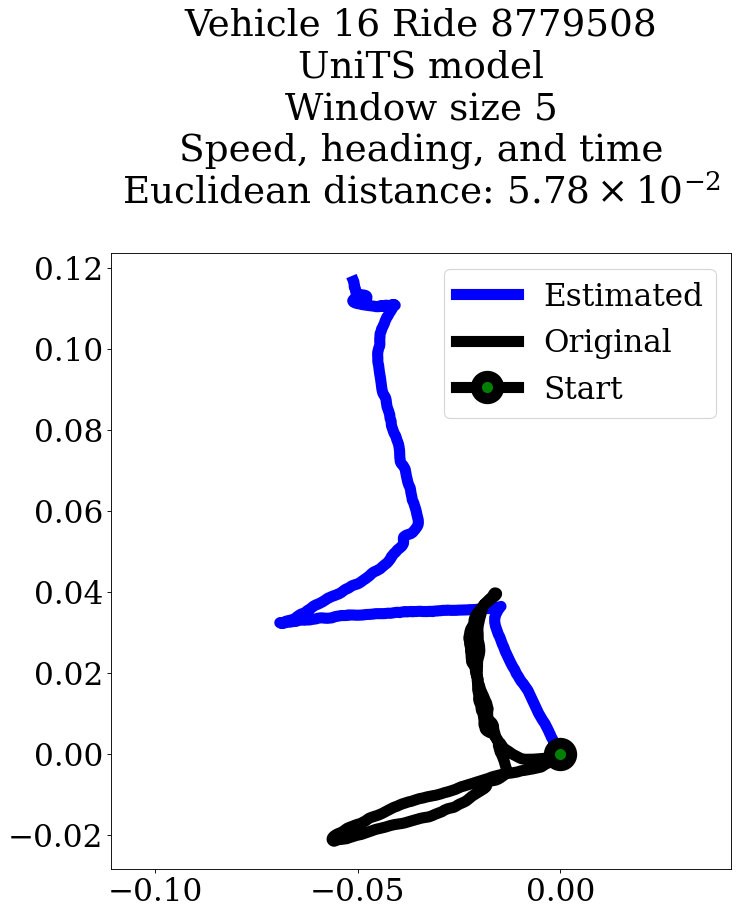 Vehicle 16 Ride 8779508
UniTS model
Window size 5
Speed, heading, and time
Euclidean distance: 5.78 × 10⁻²
Estimated
Original
Start
0.12
0.10
0.08
0.06
0.04
0.02
0.00
−0.02
−0.10 −0.05 0.00